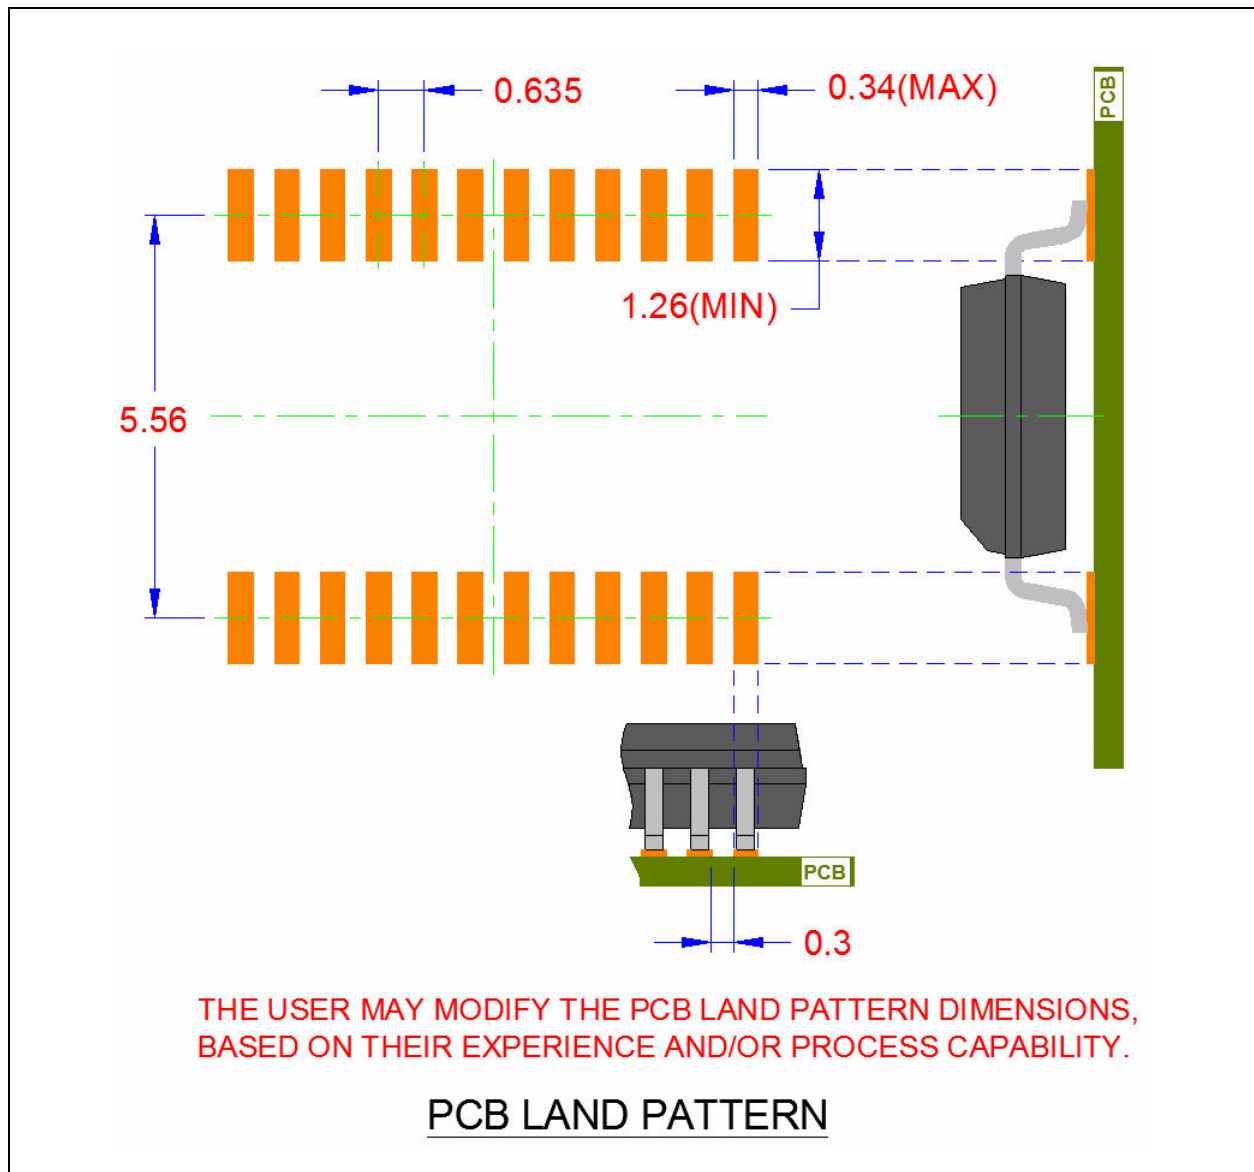 0.635
0.34(MAX)
PCB
1.26(MIN)
5.56
PCB
0.3
THE USER MAY MODIFY THE PCB LAND PATTERN DIMENSIONS,
BASED ON THEIR EXPERIENCE AND/OR PROCESS CAPABILITY.
PCB LAND PATTERN